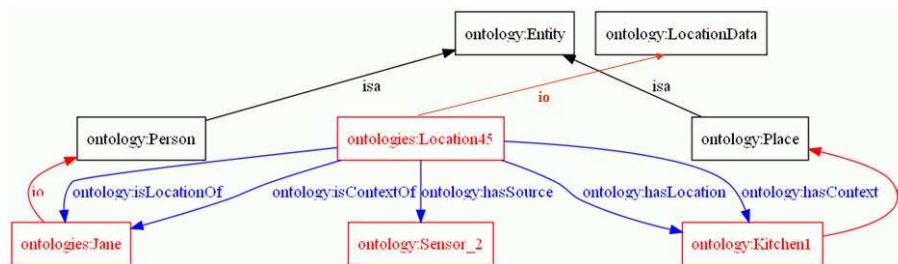 ontology:Entity
ontology:LocationData
isa
io
isa
ontology:Person
ontologies:Location45
ontology:Place
io
ontology:isLocationOf
ontology:isContextOf
ontology:hasSource
ontology:hasLocation
ontology:hasContext
io
ontologies:Jane
ontology:Sensor_2
ontology:Kitchen1